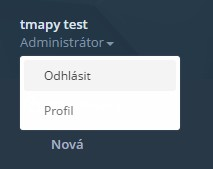 tmapy test
Administrátor
Odhlásit
Profil
Nová